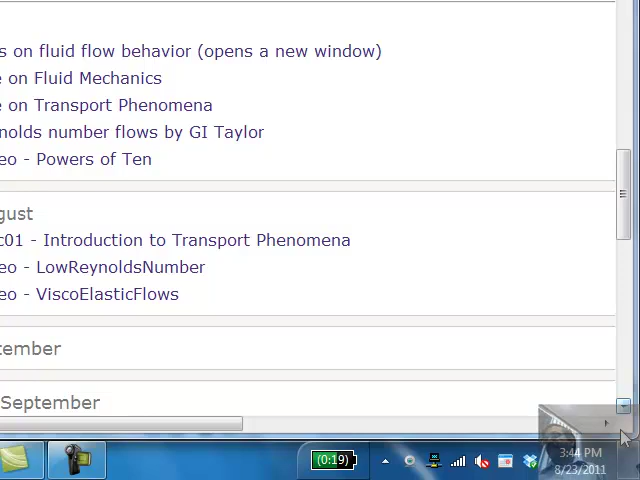 s on fluid flow behavior (opens a new window)
e on Fluid Mechanics
e on Transport Phenomena
nolds number flows by GI Taylor
eo - Powers of Ten
gust
c01 - Introduction to Transport Phenomena
eo - LowReynoldsNumber
eo - ViscoElasticFlows
tember
September
(0:19)
3:44 PM
8/23/2011